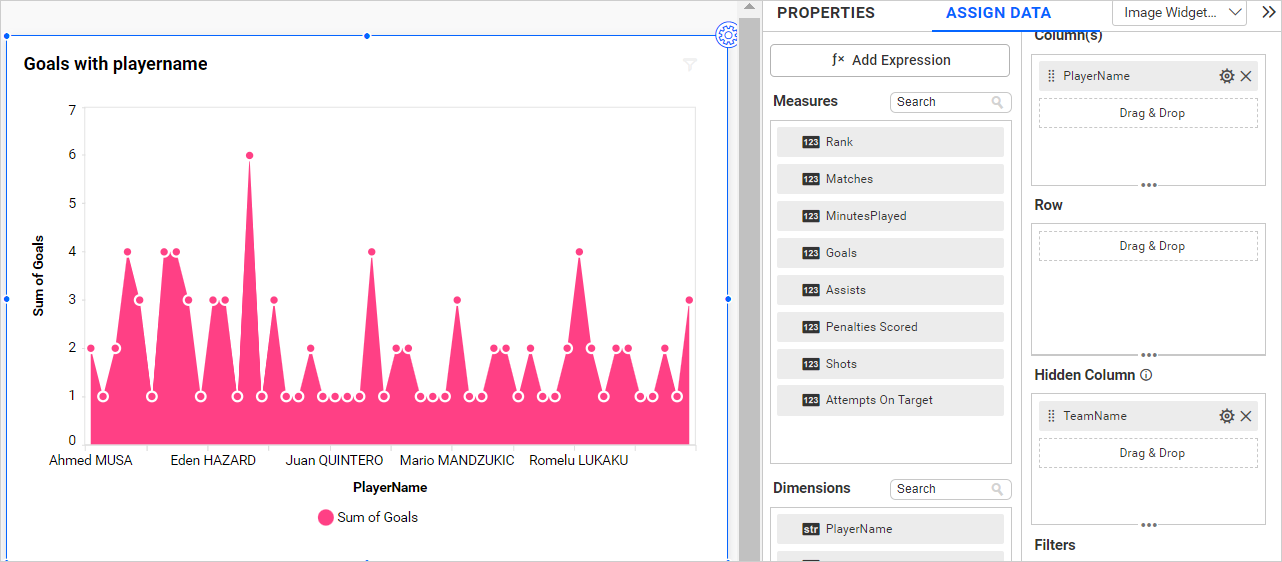 Goals with playername
7
6
5
4
3
2
1
0
Sum of Goals
Ahmed MUSA
Eden HAZARD
Juan QUINTERO
Mario MANDZUKIC
Romelu LUKAKU
PlayerName
Sum of Goals
PROPERTIES
ASSIGN DATA
Image Widget...
ƒx Add Expression
Measures
Search
123 Rank
123 Matches
123 MinutesPlayed
123 Goals
123 Assists
123 Penalties Scored
123 Shots
123 Attempts On Target
Dimensions
Search
str PlayerName
Column(s)
PlayerName
Drag & Drop
Row
Drag & Drop
Hidden Column
TeamName
Drag & Drop
Filters